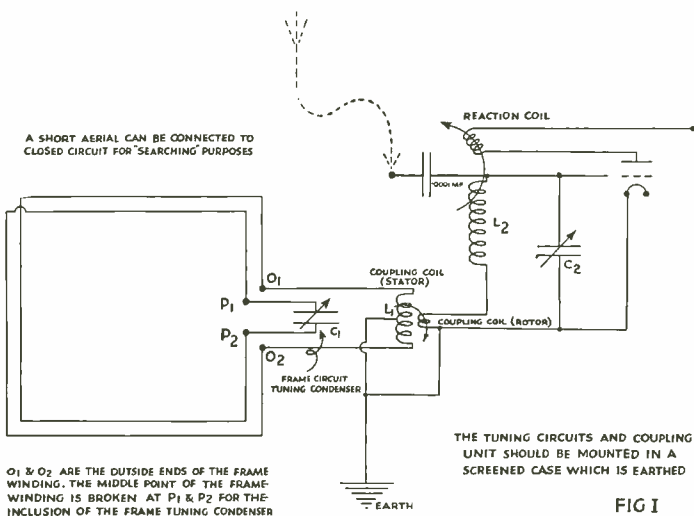 REACTION COIL
A SHORT AERIAL CAN BE CONNECTED TO
CLOSED CIRCUIT FOR "SEARCHING" PURPOSES
·0001 MF
L2
C2
O1
COUPLING COIL
(STATOR)
P1
L1
COUPLING COIL (ROTOR)
C1
P2
O2
FRAME CIRCUIT
TUNING CONDENSER
THE TUNING CIRCUITS AND COUPLING
UNIT SHOULD BE MOUNTED IN A
SCREENED CASE WHICH IS EARTHED
O1 & O2 ARE THE OUTSIDE ENDS OF THE FRAME
WINDING. THE MIDDLE POINT OF THE FRAME-
WINDING IS BROKEN AT P1 & P2 FOR THE-
INCLUSION OF THE FRAME TUNING CONDENSER
EARTH
FIG I